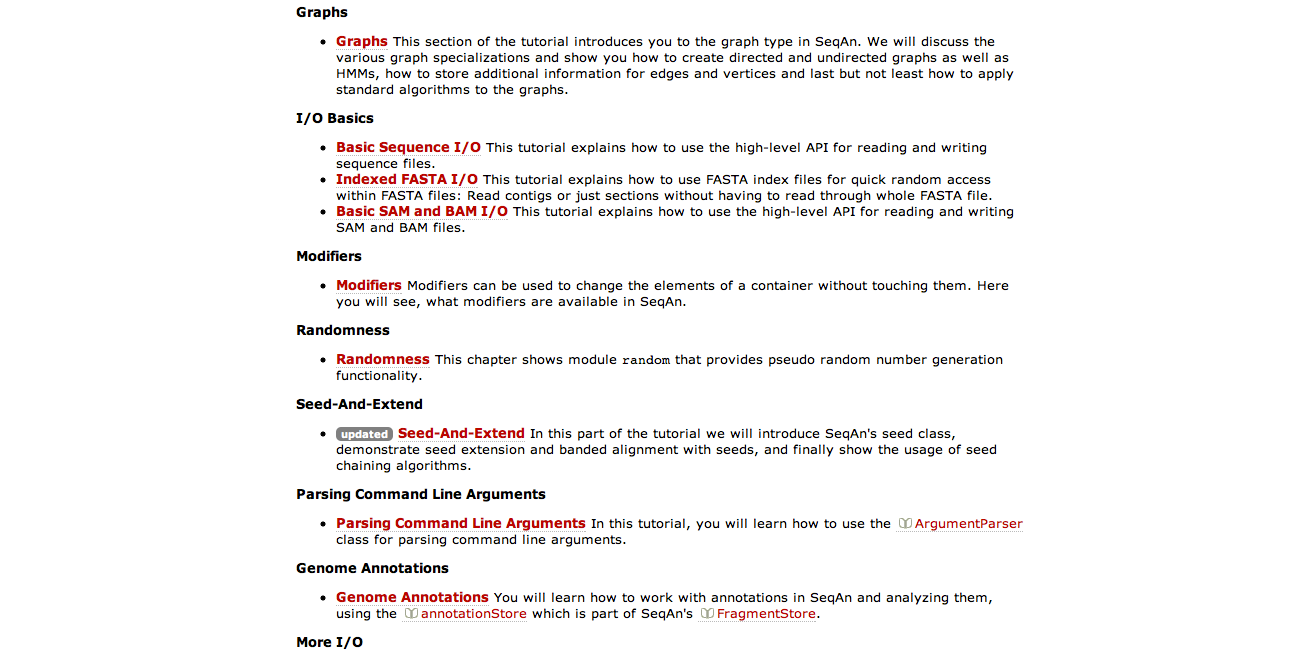 Graphs
Graphs This section of the tutorial introduces you to the graph type in SeqAn. We will discuss the
various graph specializations and show you how to create directed and undirected graphs as well as
HMMs, how to store additional information for edges and vertices and last but not least how to apply
standard algorithms to the graphs.
I/O Basics
Basic Sequence I/O This tutorial explains how to use the high-level API for reading and writing
sequence files.
Indexed FASTA I/O This tutorial explains how to use FASTA index files for quick random access
within FASTA files: Read contigs or just sections without having to read through whole FASTA file.
Basic SAM and BAM I/O This tutorial explains how to use the high-level API for reading and writing
SAM and BAM files.
Modifiers
Modifiers Modifiers can be used to change the elements of a container without touching them. Here
you will see, what modifiers are available in SeqAn.
Randomness
Randomness This chapter shows module random that provides pseudo random number generation
functionality.
Seed-And-Extend
updated Seed-And-Extend In this part of the tutorial we will introduce SeqAn's seed class,
demonstrate seed extension and banded alignment with seeds, and finally show the usage of seed
chaining algorithms.
Parsing Command Line Arguments
Parsing Command Line Arguments In this tutorial, you will learn how to use the ArgumentParser
class for parsing command line arguments.
Genome Annotations
Genome Annotations You will learn how to work with annotations in SeqAn and analyzing them,
using the annotationStore which is part of SeqAn's FragmentStore.
More I/O